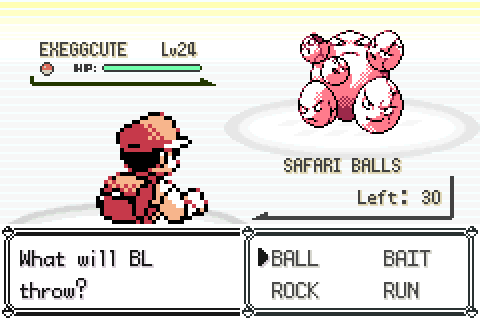 EXEGGCUTE Lv24
HP:
SAFARI BALLS
Left: 30
What will BL
throw?
BALL BAIT
ROCK RUN